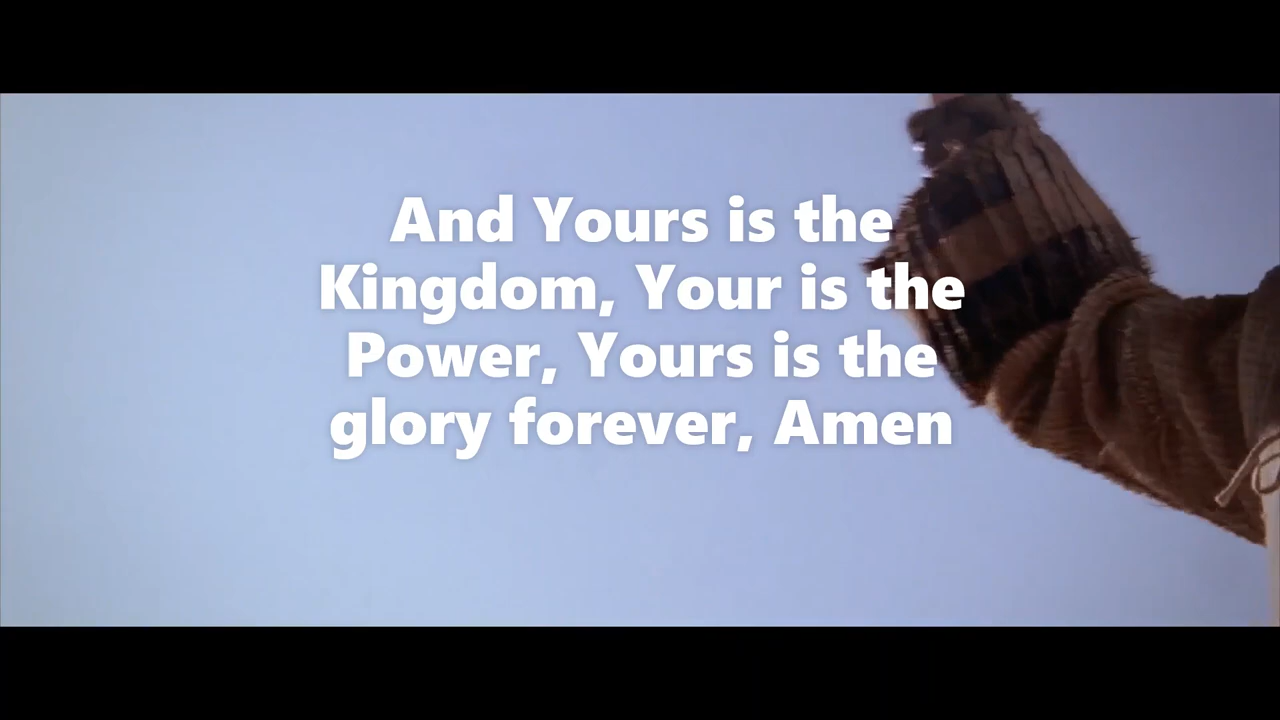 And Yours is the
Kingdom, Your is the
Power, Yours is the
glory forever, Amen